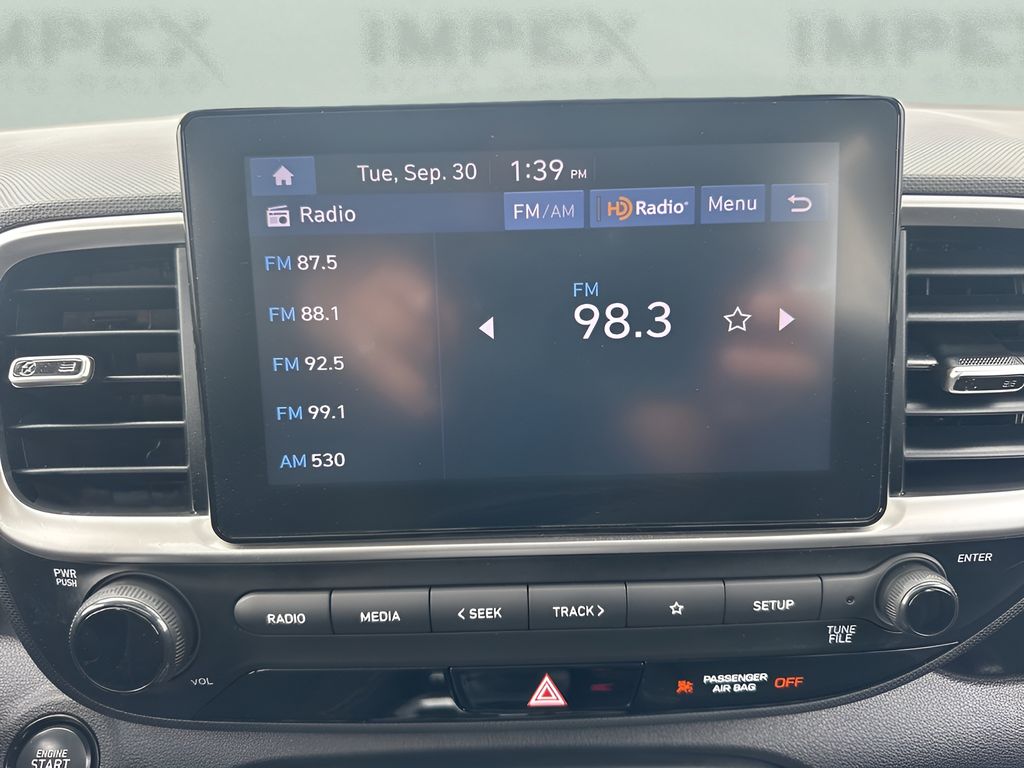 IMPEX IMPEX IMPEX
Tue, Sep. 30 1:39 PM
Radio FM/AM HD Radio Menu
FM 87.5
FM 88.1
FM 92.5
FM 99.1
AM 530
FM
98.3
PWR
PUSH
VOL
RADIO MEDIA < SEEK TRACK > SETUP
ENTER
TUNE
FILE
PASSENGER
AIR BAG OFF
ENGINE
START